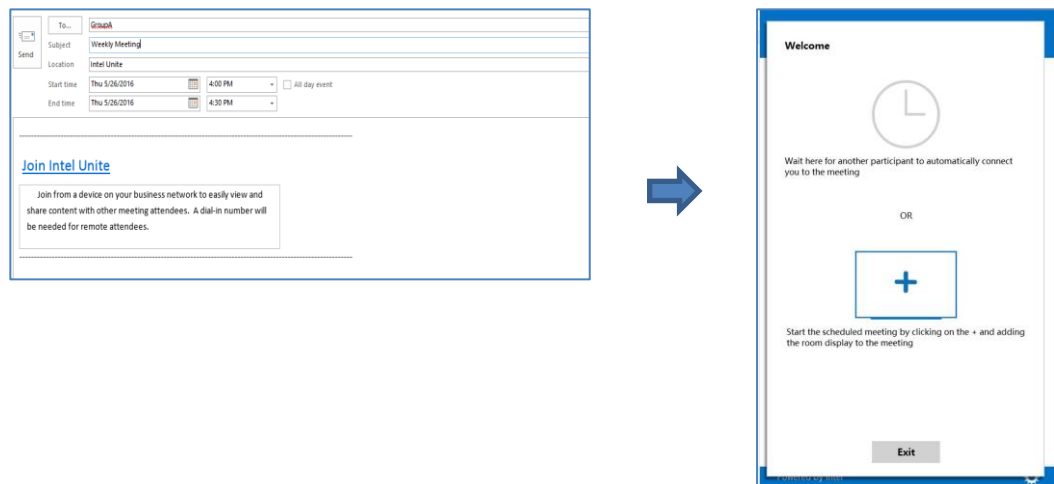 To...
GroupA
Send
Subject
Weekly Meeting
Location
Intel Unite
Start time
Thu 5/26/2016
4:00 PM
All day event
End time
Thu 5/26/2016
4:30 PM
Join Intel Unite
Join from a device on your business network to easily view and
share content with other meeting attendees. A dial-in number will
be needed for remote attendees.
Welcome
Wait here for another participant to automatically connect
you to the meeting
OR
+
Start the scheduled meeting by clicking on the + and adding
the room display to the meeting
Exit
Powered by Intel